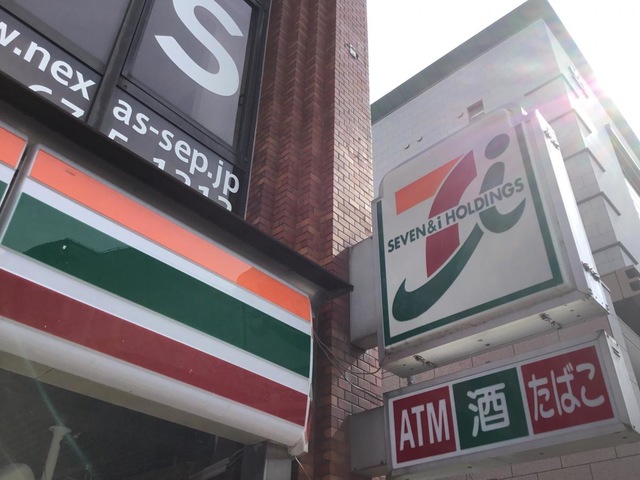 S
w.nex
as-sep.jp
SEVEN&i HOLDINGS
ATM 酒 たばこ